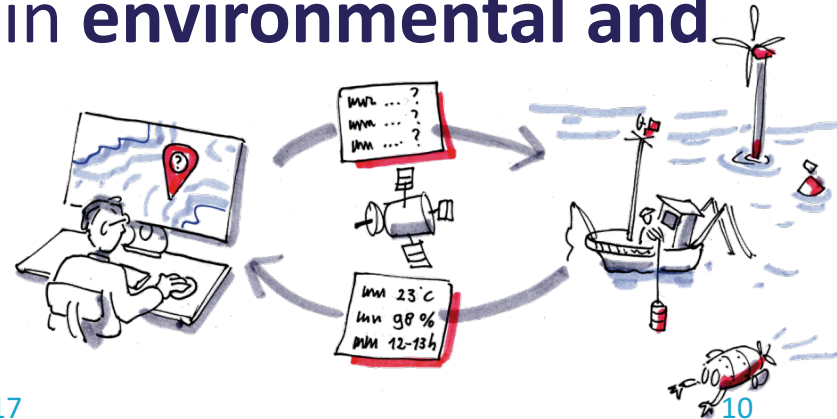 in environmental and
?
... ?
... ?
.... ?
23°C
98 %
12-13h
17
10